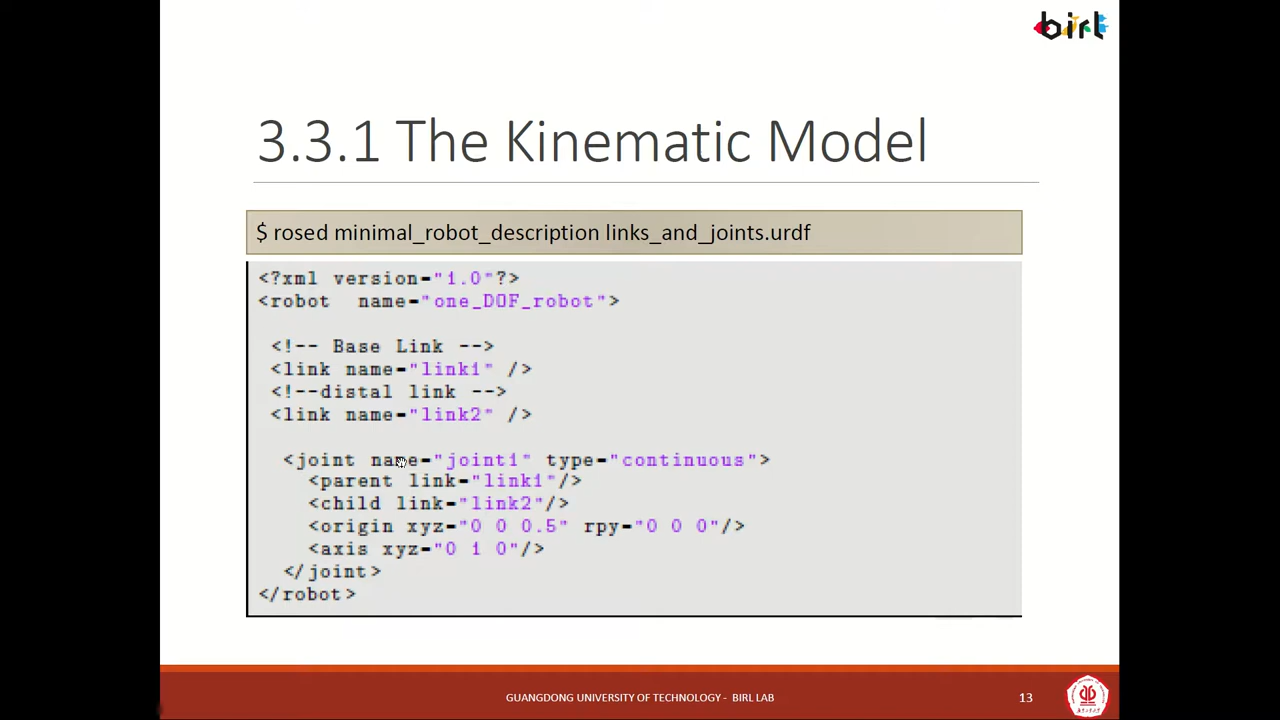 birl
3.3.1 The Kinematic Model
$ rosed minimal_robot_description links_and_joints.urdf
<?xml version="1.0"?>
<robot  name="one_DOF_robot">
<!-- Base Link -->
<link name="link1" />
<!--distal link -->
<link name="link2" />
<joint name="joint1" type="continuous">
<parent link="link1"/>
<child link="link2"/>
<origin xyz="0 0 0.5" rpy="0 0 0"/>
<axis xyz="0 1 0"/>
</joint>
</robot>
GUANGDONG UNIVERSITY OF TECHNOLOGY - BIRL LAB
13